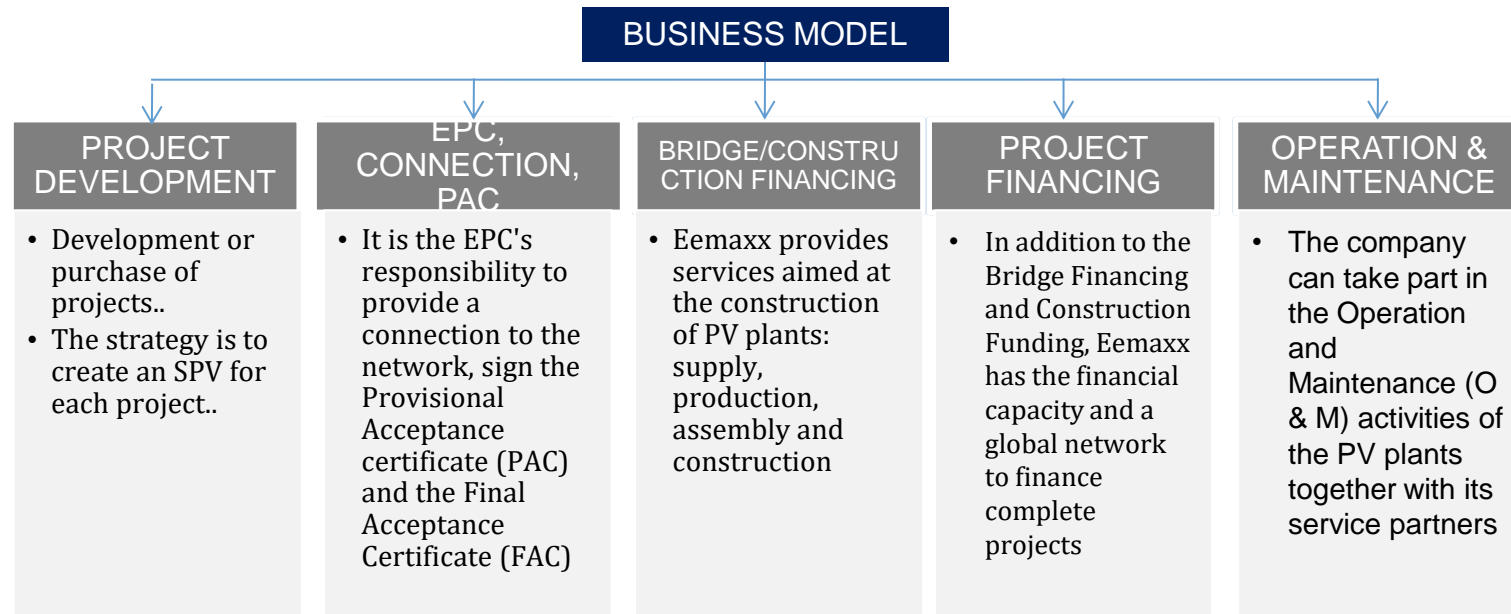 BUSINESS MODEL
PROJECT
DEVELOPMENT
• Development or
purchase of
projects..
• The strategy is to
create an SPV for
each project..
EPC,
CONNECTION,
PAC
• It is the EPC's
responsibility to
provide a
connection to the
network, sign the
Provisional
Acceptance
certificate (PAC)
and the Final
Acceptance
Certificate (FAC)
BRIDGE/CONSTRU
CTION FINANCING
• Eemaxx provides
services aimed at
the construction
of PV plants:
supply,
production,
assembly and
construction
PROJECT
FINANCING
• In addition to the
Bridge Financing
and Construction
Funding, Eemaxx
has the financial
capacity and a
global network
to finance
complete
projects
OPERATION &
MAINTENANCE
• The company
can take part in
the Operation
and
Maintenance (O
& M) activities of
the PV plants
together with its
service partners